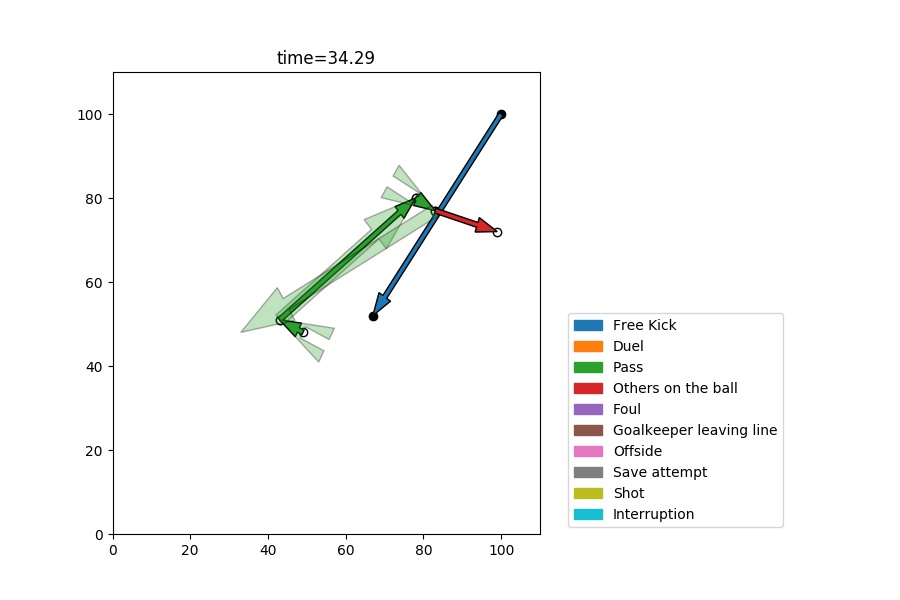 time=34.29
100
80
60
40
20
0
0 20 40 60 80 100
Free Kick
Duel
Pass
Others on the ball
Foul
Goalkeeper leaving line
Offside
Save attempt
Shot
Interruption